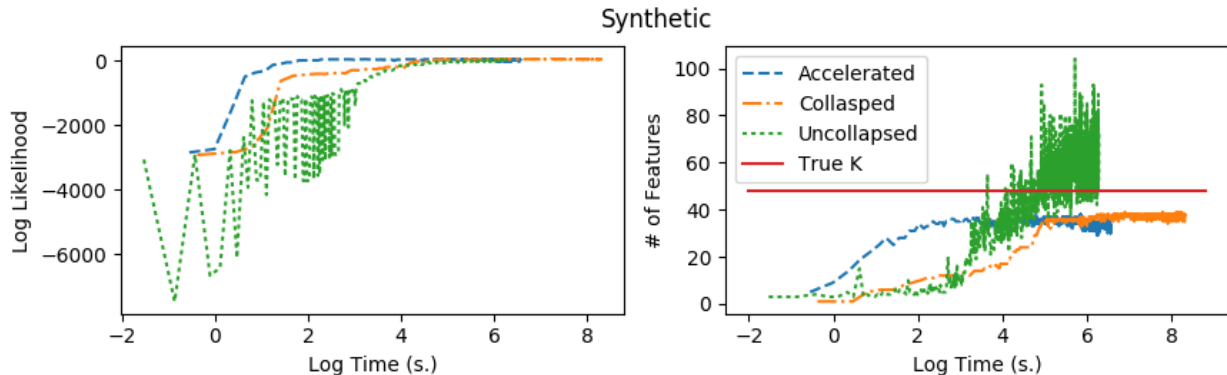 Synthetic
Log Likelihood
0
−2000
−4000
−6000
−2
0
2
4
6
8
Log Time (s.)
# of Features
100
80
60
40
20
0
Accelerated
Collasped
Uncollapsed
True K
−2
0
2
4
6
8
Log Time (s.)